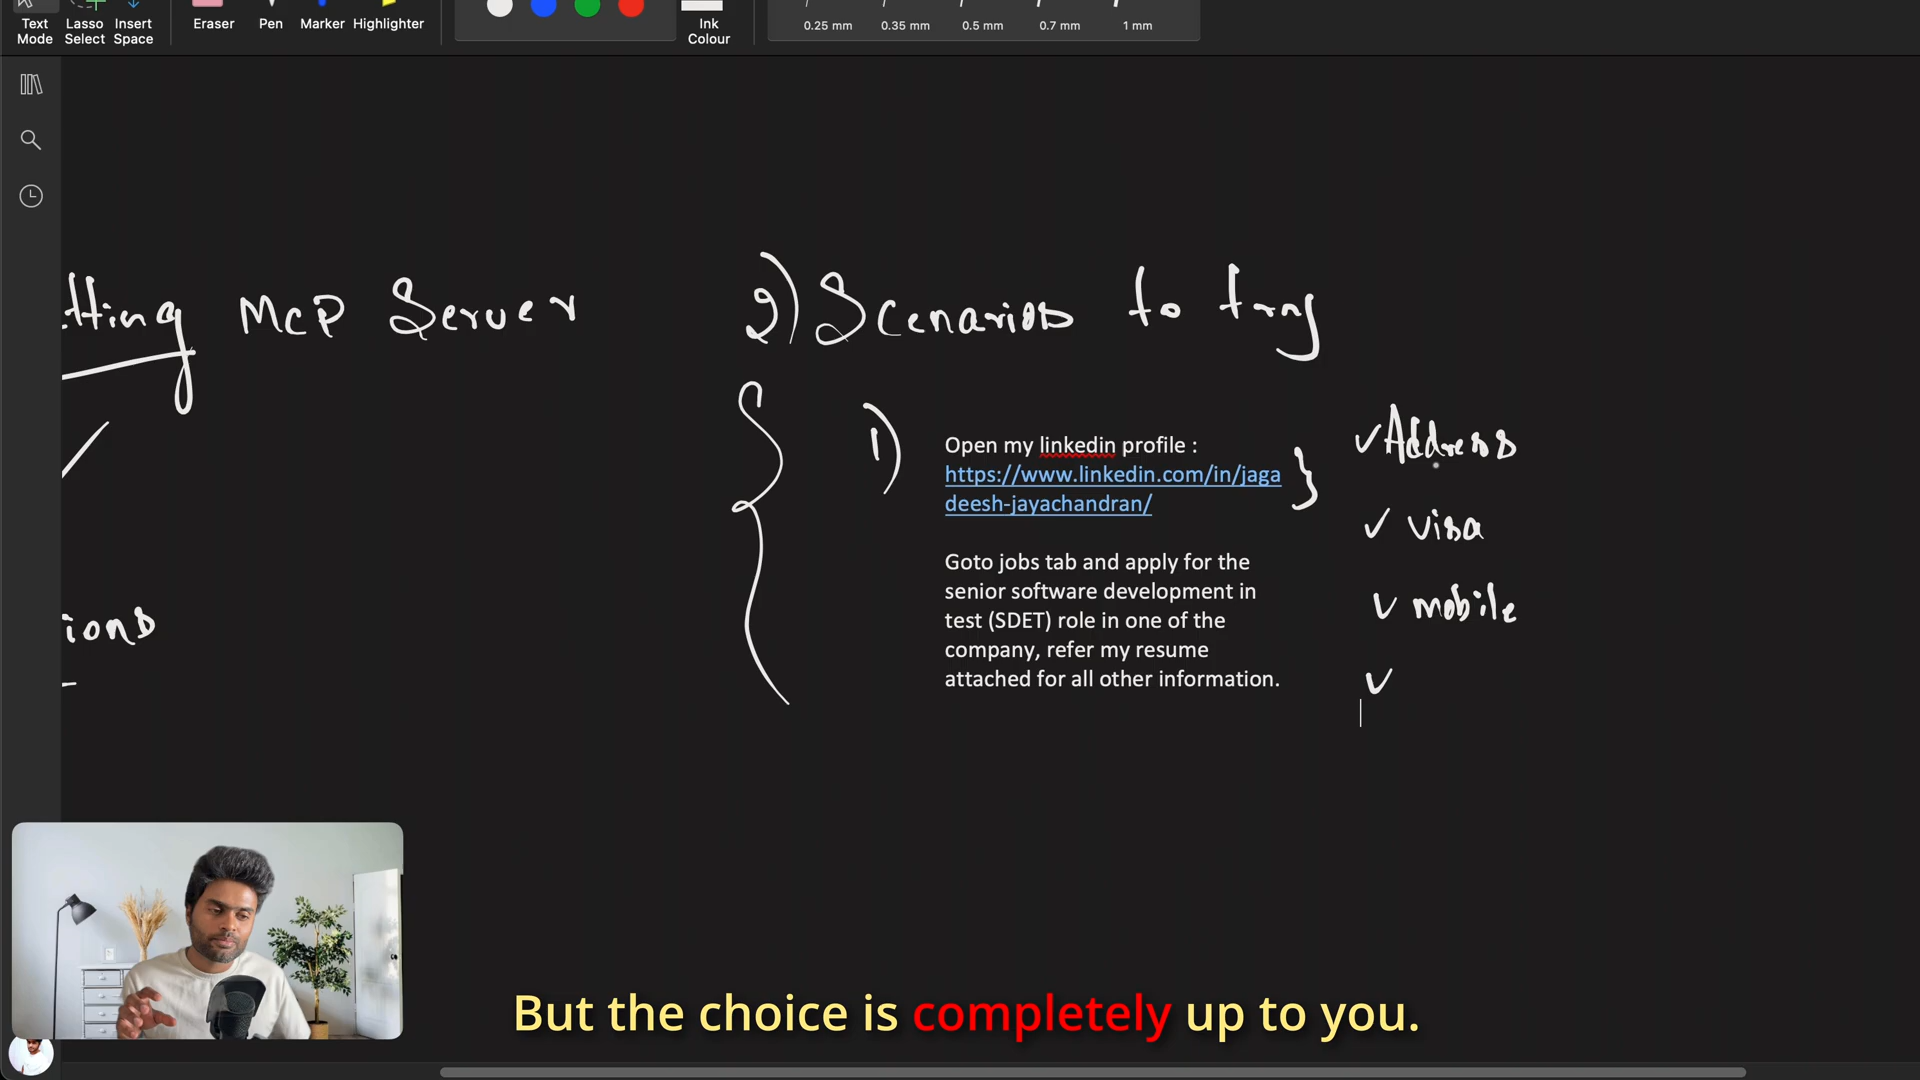 Text
Mode
Lasso
Select
Insert
Space
Eraser
Pen
Marker
Highlighter
Ink
Colour
0.25 mm
0.35 mm
0.5 mm
0.7 mm
1 mm
tting MCP Server
ions
2) Scenarios to try
1)
Open my linkedin profile :
https://www.linkedin.com/in/jaga
deesh-jayachandran/
Goto jobs tab and apply for the
senior software development in
test (SDET) role in one of the
company, refer my resume
attached for all other information.
✓ Address
✓ visa
✓ mobile
✓
But the choice is completely up to you.